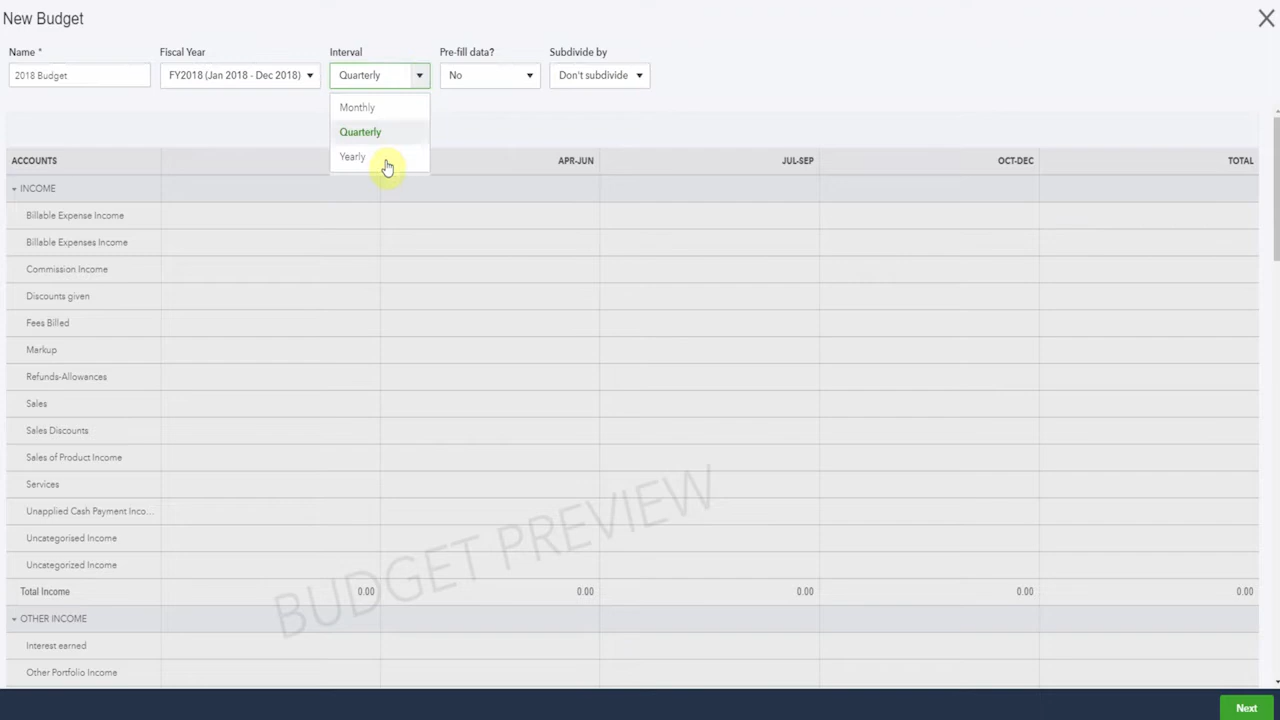 New Budget
Name * Fiscal Year Interval Pre-fill data? Subdivide by
2018 Budget FY2018 (Jan 2018 - Dec 2018) Quarterly No Don't subdivide
Monthly
Quarterly
Yearly
ACCOUNTS APR-JUN JUL-SEP OCT-DEC TOTAL
INCOME
Billable Expense Income
Billable Expenses Income
Commission Income
Discounts given
Fees Billed
Markup
Refunds-Allowances
Sales
Sales Discounts
Sales of Product Income
Services
Unapplied Cash Payment Inco...
Uncategorised Income
Uncategorized Income
Total Income 0.00 0.00 0.00 0.00 0.00
OTHER INCOME
Interest earned
Other Portfolio Income
BUDGET PREVIEW
Next